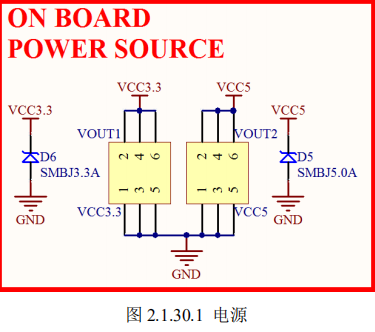 ON BOARD
POWER SOURCE
VCC3.3 VCC5
VCC3.3 VCC5
VOUT1 VOUT2
D6 2 4 6 2 4 6 D5
SMBJ3.3A SMBJ5.0A
1 3 5 1 3 5
VCC3.3 VCC5
GND GND
GND
图 2.1.30.1 电源